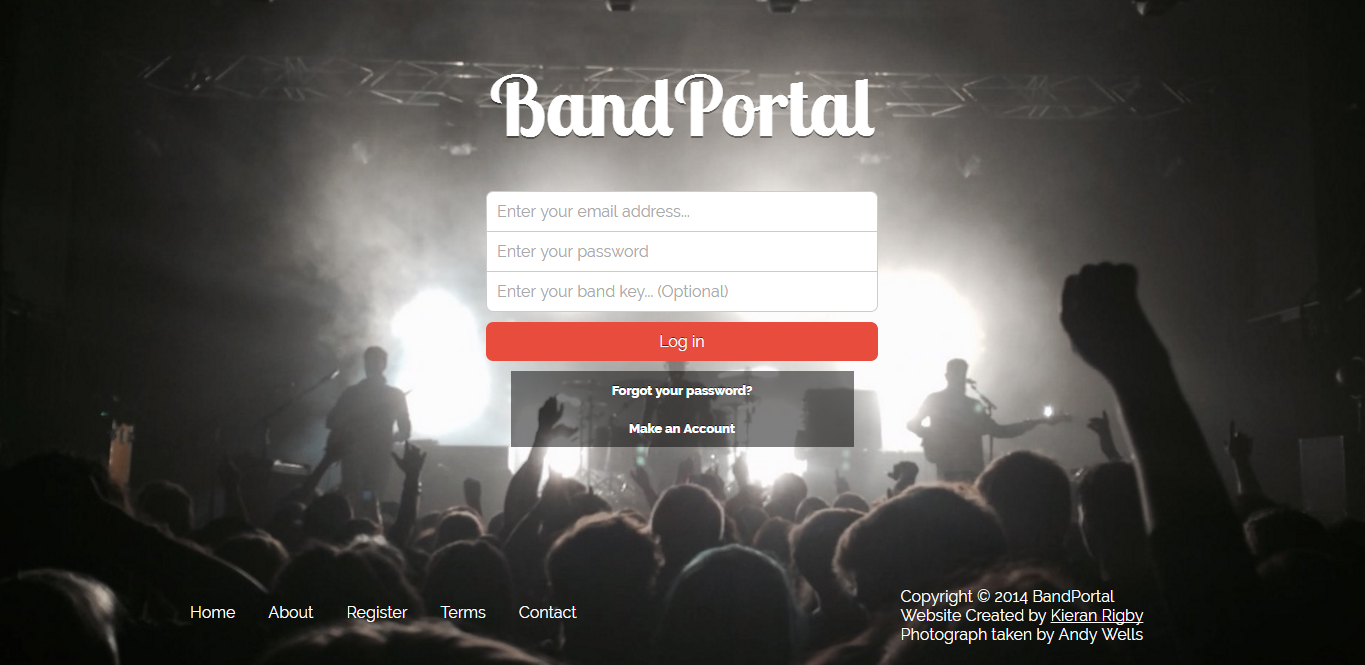 BandPortal
Enter your email address...
Enter your password
Enter your band key... (Optional)
Log in
Forgot your password?
Make an Account
Home About Register Terms Contact
Copyright © 2014 BandPortal
Website Created by Kieran Rigby
Photograph taken by Andy Wells